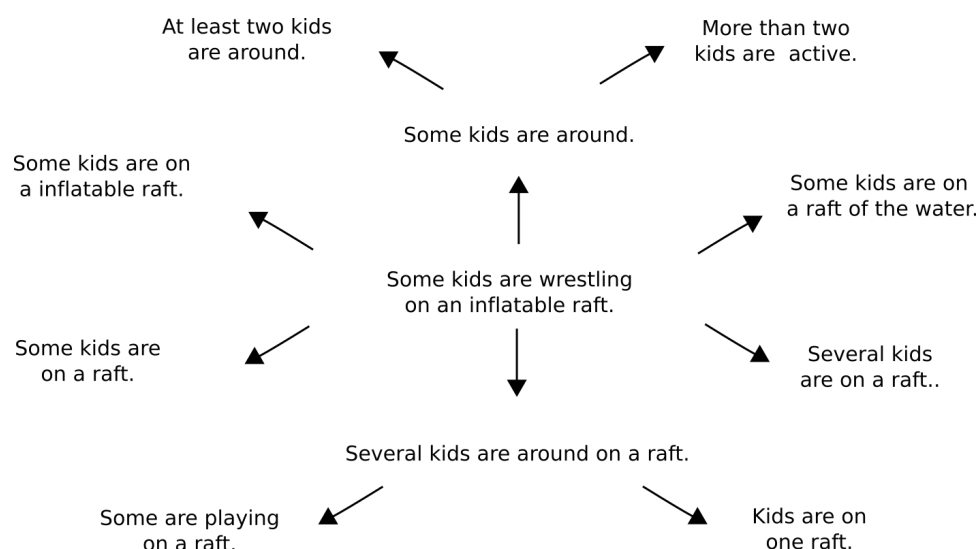 At least two kids
are around.
More than two
kids are  active.
Some kids are around.
Some kids are on
a inflatable raft.
Some kids are on
a raft of the water.
Some kids are wrestling
on an inflatable raft.
Some kids are
on a raft.
Several kids
are on a raft..
Several kids are around on a raft.
Some are playing
on a raft.
Kids are on
one raft.